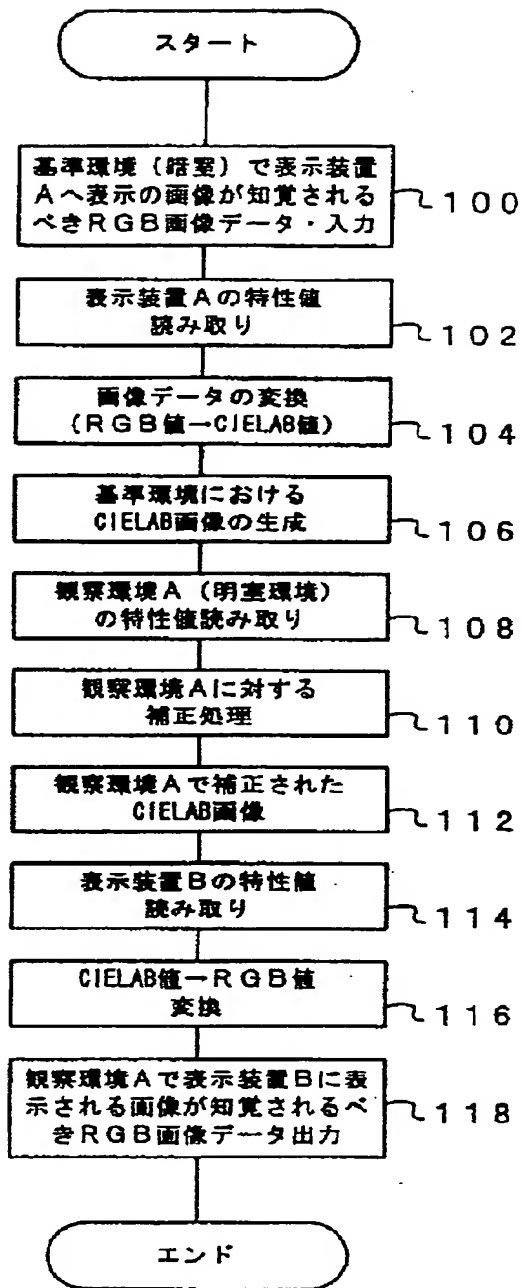 スタート
基準環境（暗室）で表示装置
Aへ表示の画像が知覚される
べきRGB画像データ・入力
100
表示装置Aの特性値
読み取り
102
画像データの変換
(RGB値→CIELAB値)
104
基準環境における
CIELAB画像の生成
106
観察環境A（明室環境）
の特性値読み取り
108
観察環境Aに対する
補正処理
110
観察環境Aで補正された
CIELAB画像
112
表示装置Bの特性値
読み取り
114
CIELAB値→RGB値
変換
116
観察環境Aで表示装置Bに表
示される画像が知覚されるべ
きRGB画像データ出力
118
エンド